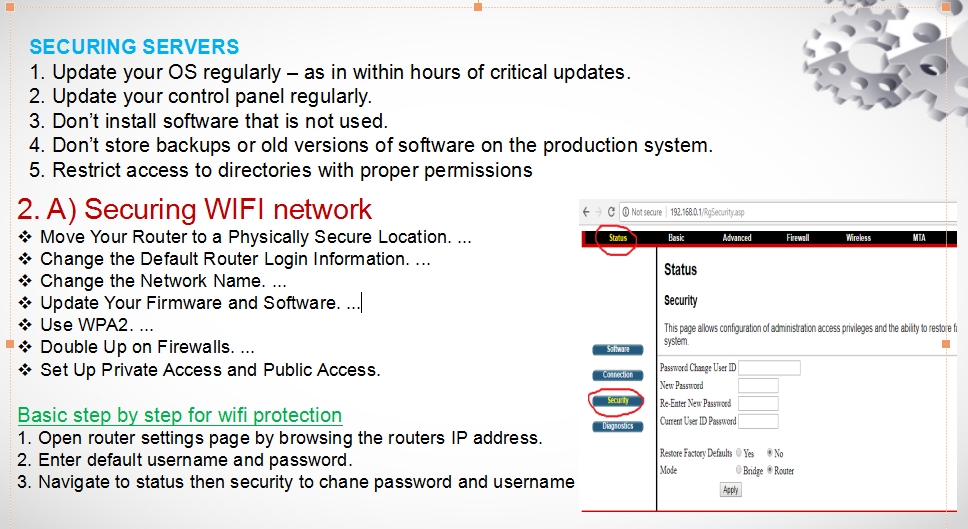 SECURING SERVERS
1. Update your OS regularly – as in within hours of critical updates.
2. Update your control panel regularly.
3. Don’t install software that is not used.
4. Don’t store backups or old versions of software on the production system.
5. Restrict access to directories with proper permissions
2. A) Securing WIFI network
❖ Move Your Router to a Physically Secure Location. ...
❖ Change the Default Router Login Information. ...
❖ Change the Network Name. ...
❖ Update Your Firmware and Software. ...
❖ Use WPA2. ...
❖ Double Up on Firewalls. ...
❖ Set Up Private Access and Public Access.
Basic step by step for wifi protection
1. Open router settings page by browsing the routers IP address.
2. Enter default username and password.
3. Navigate to status then security to chane password and username
Not secure | 192.168.0.1/RgSecurity.asp
Status Basic Advanced Firewall Wireless MTA
Status
Security
This page allows configuration of administration access privileges and the ability to restore
system.
Software
Connection
Security
Diagnostics
Password Change User ID
New Password
Re-Enter New Password
Current User ID Password
Restore Factory Defaults Yes No
Mode Bridge Router
Apply